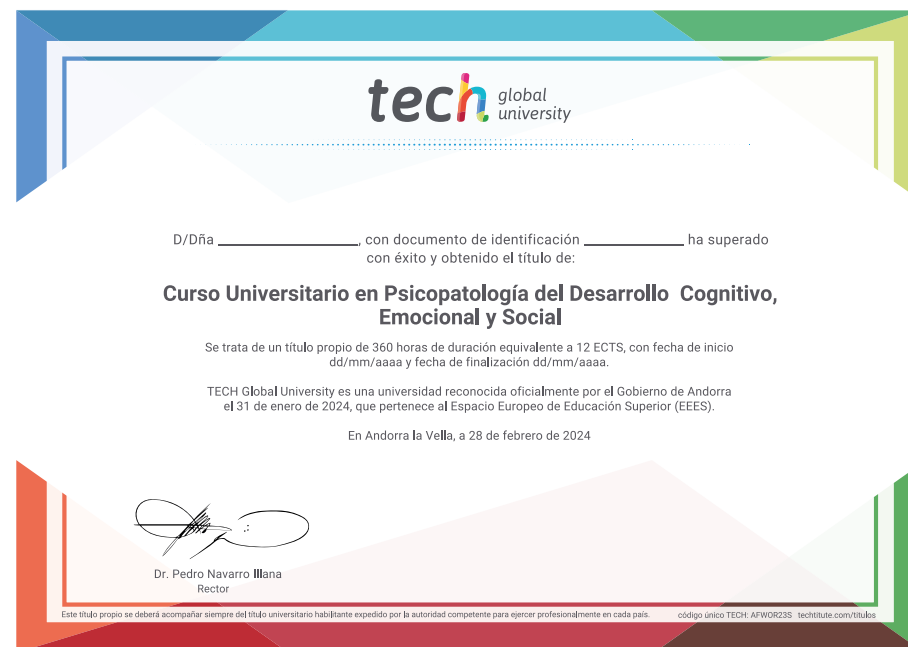 tech global university
D/Dña ____________, con documento de identificación ____________ ha superado
con éxito y obtenido el título de:
Curso Universitario en Psicopatología del Desarrollo Cognitivo,
Emocional y Social
Se trata de un título propio de 360 horas de duración equivalente a 12 ECTS, con fecha de inicio
dd/mm/aaaa y fecha de finalización dd/mm/aaaa.
TECH Global University es una universidad reconocida oficialmente por el Gobierno de Andorra
el 31 de enero de 2024, que pertenece al Espacio Europeo de Educación Superior (EEES).
En Andorra la Vella, a 28 de febrero de 2024
Dr. Pedro Navarro Illana
Rector
Este título propio se deberá acompañar siempre del título universitario habilitante expedido por la autoridad competente para ejercer profesionalmente en cada país. código único TECH: AFWOR23S techtitute.com/titulos